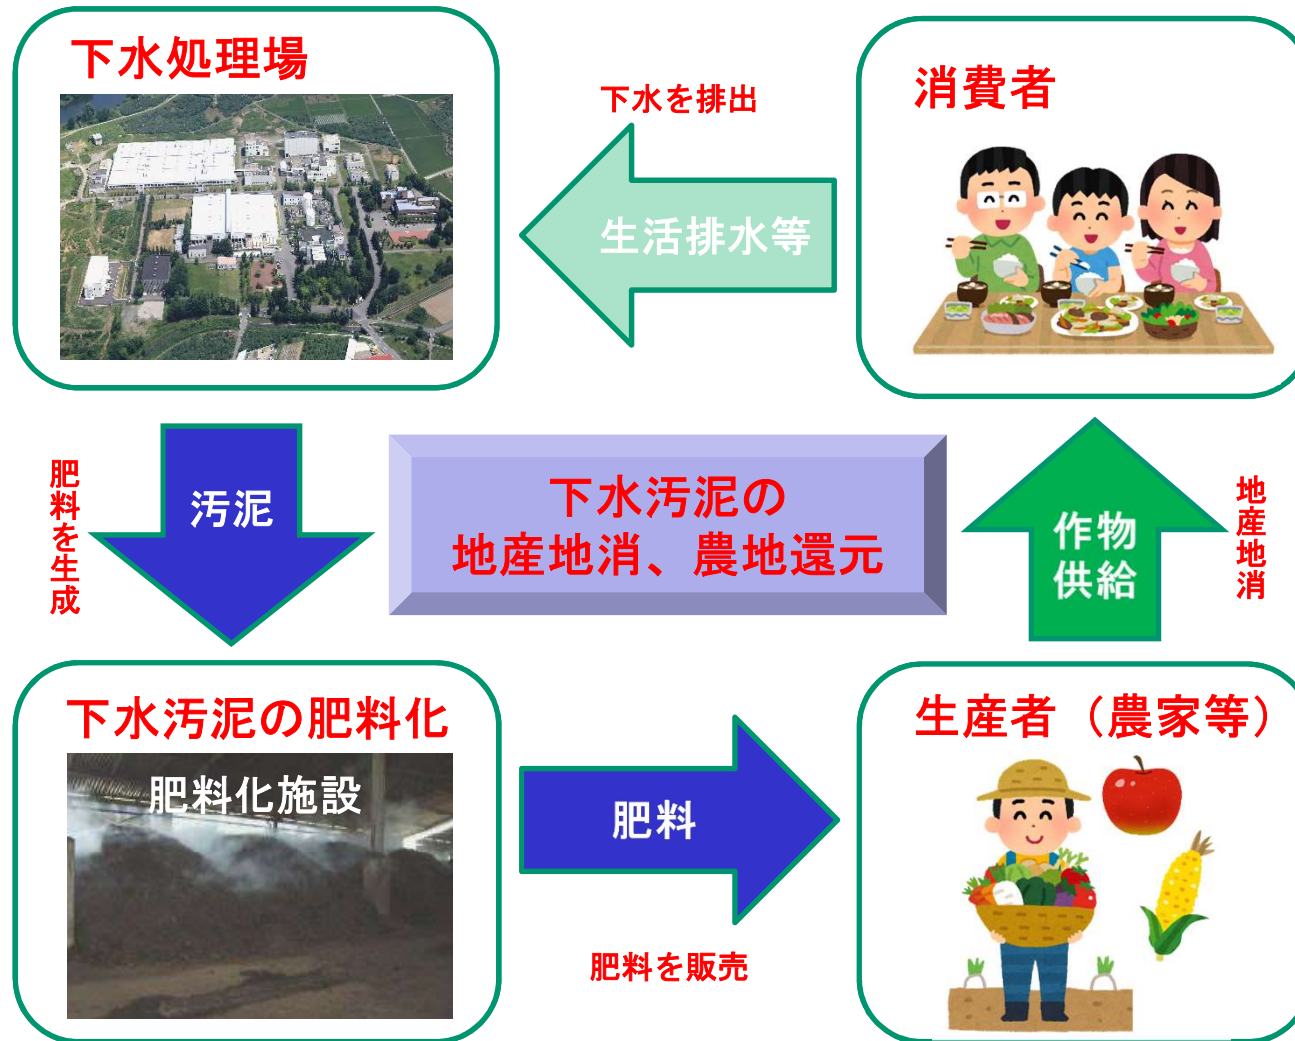 下水処理場
下水を排出
生活排水等
消費者
肥料を生成
汚泥
下水汚泥の
地産地消、農地還元
作物
供給
地産地消
下水汚泥の肥料化
肥料化施設
肥料
肥料を販売
生産者（農家等）